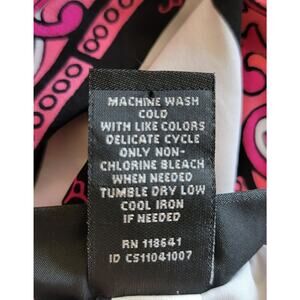 MACHINE WASH
COLD
WITH LIKE COLORS
DELICATE CYCLE
ONLY NON-
CHLORINE BLEACH
WHEN NEEDED
TUMBLE DRY LOW
COOL IRON
IF NEEDED
RN 118641
ID CS11041007